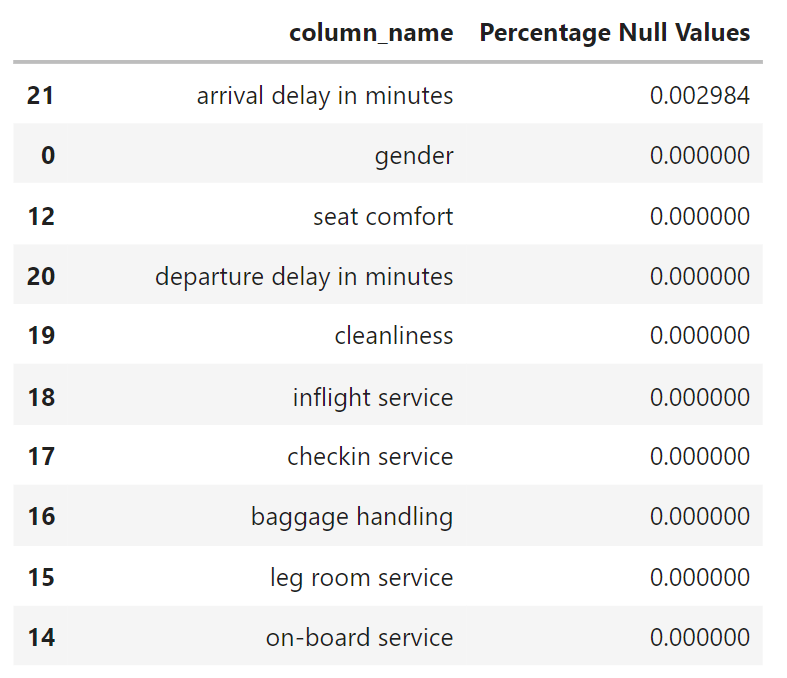 column_name Percentage Null Values
21 arrival delay in minutes 0.002984
0 gender 0.000000
12 seat comfort 0.000000
20 departure delay in minutes 0.000000
19 cleanliness 0.000000
18 inflight service 0.000000
17 checkin service 0.000000
16 baggage handling 0.000000
15 leg room service 0.000000
14 on-board service 0.000000